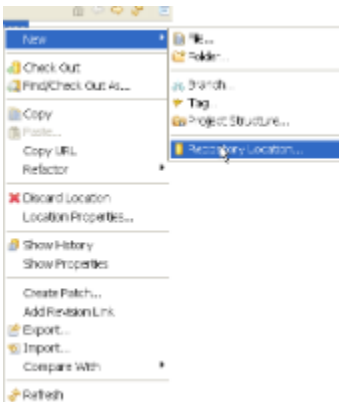 New
File...
Folder...
Branch...
Tag...
Project Structure...
Repository Location...
Check Out
Find/Check Out As...
Copy
Paste...
Copy URL
Refactor
Discard Location
Location Properties...
Show History
Show Properties
Create Patch...
Add Revision Link
Export...
Import...
Compare With
Refresh